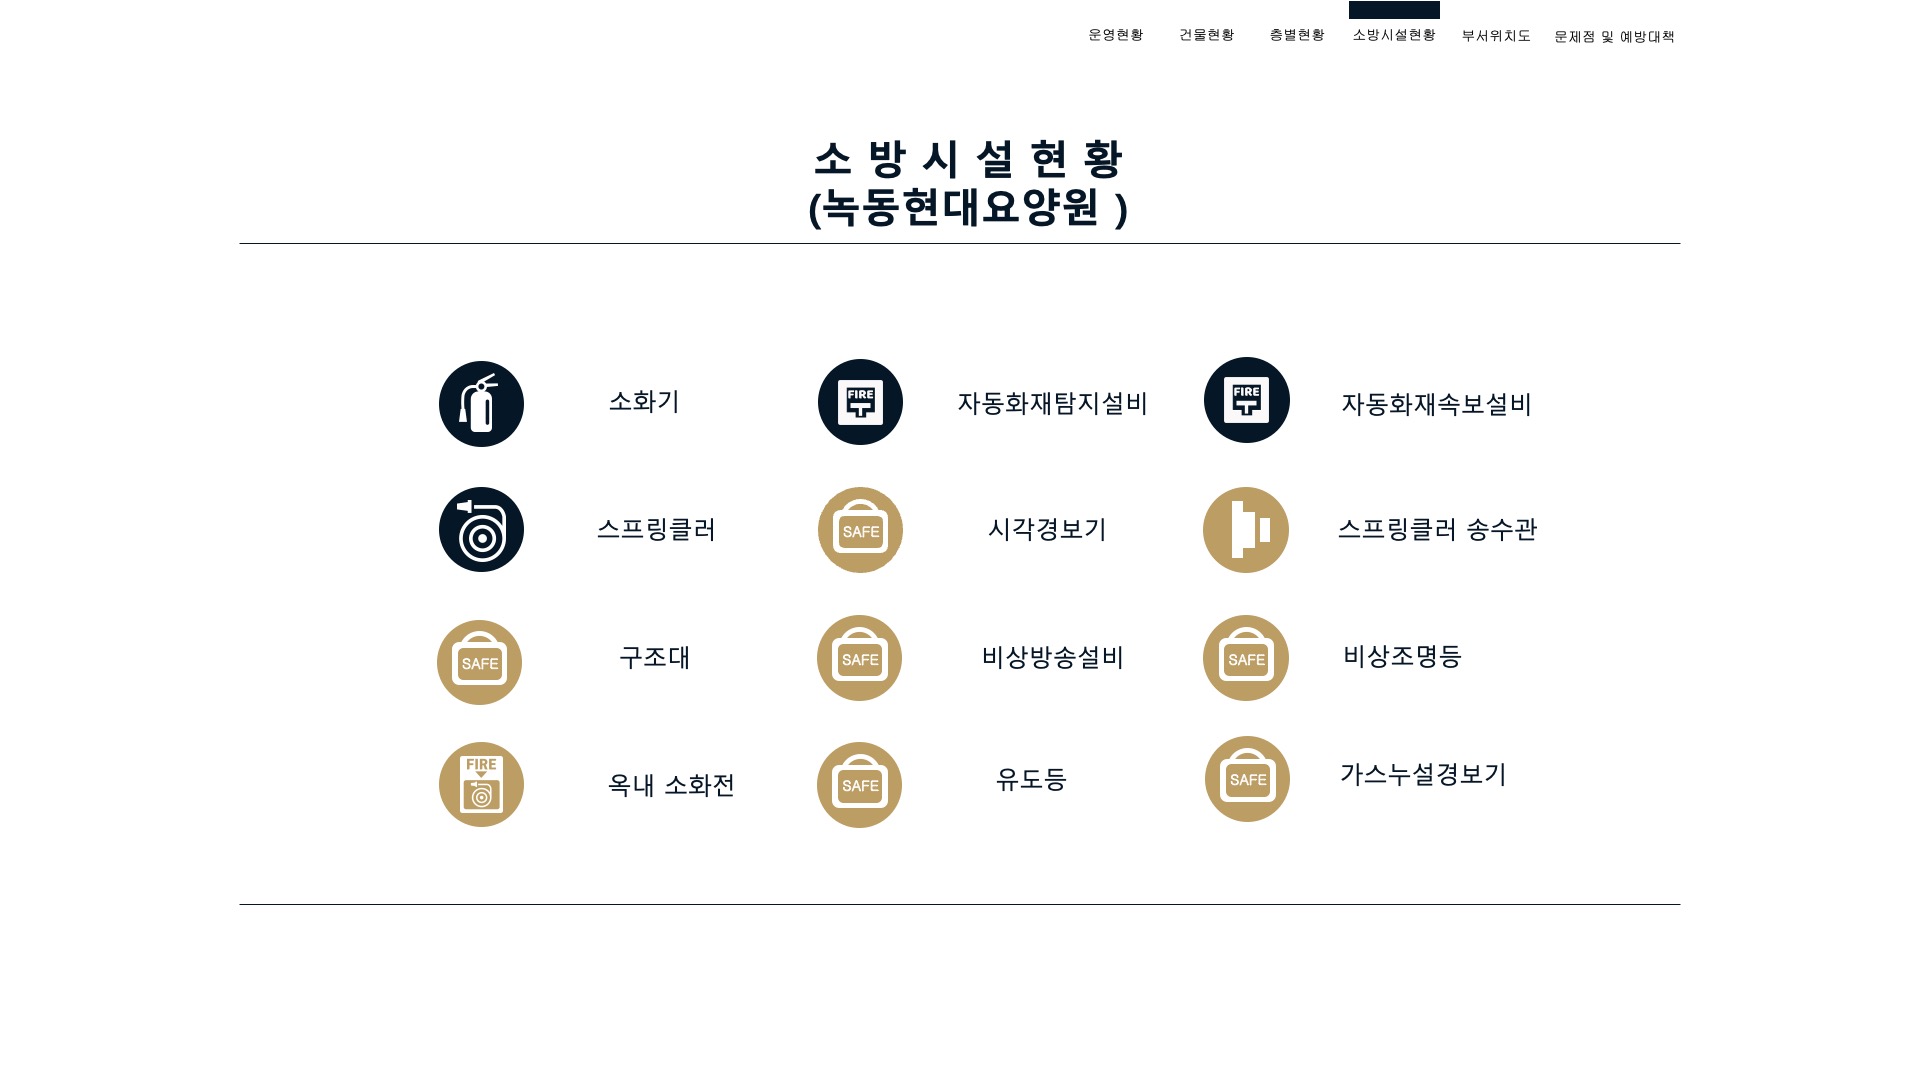 운영현황 건물현황 층별현황 소방시설현황 부서위치도 문제점 및 예방대책
소 방 시 설 현 황
(녹동현대요양원 )
소화기
FIRE
자동화재탐지설비
FIRE
자동화재속보설비
스프링클러
SAFE
시각경보기
스프링클러 송수관
SAFE
구조대
SAFE
비상방송설비
SAFE
비상조명등
FIRE
옥내 소화전
SAFE
유도등
SAFE
가스누설경보기